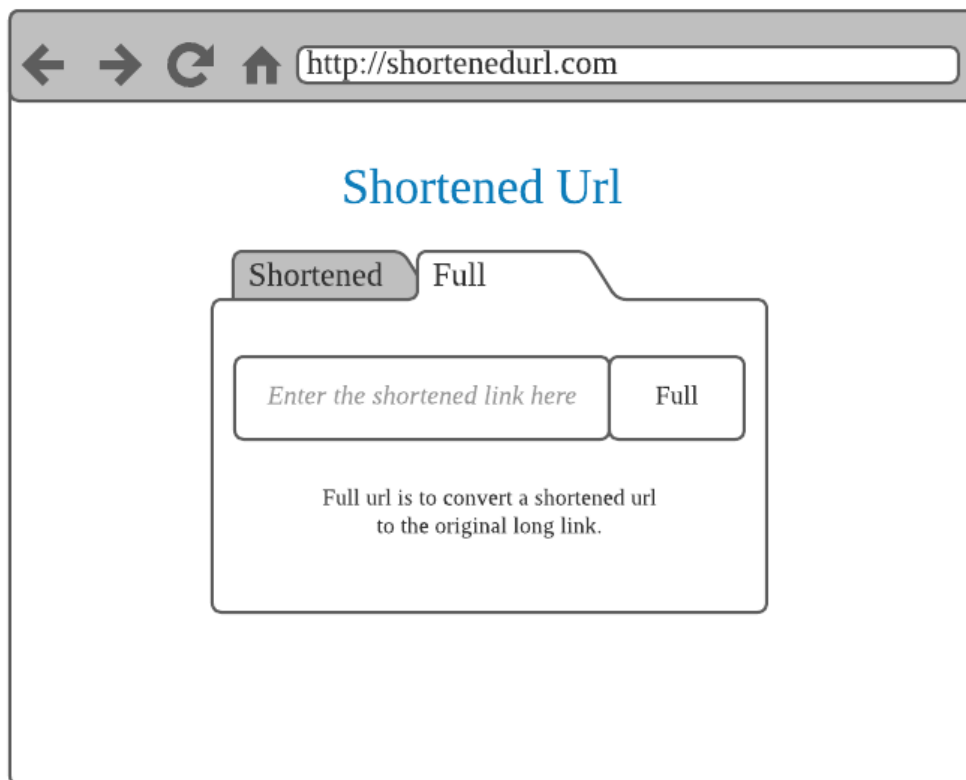 http://shortenedurl.com
Shortened Url
Shortened
Full
Enter the shortened link here
Full
Full url is to convert a shortened url
to the original long link.